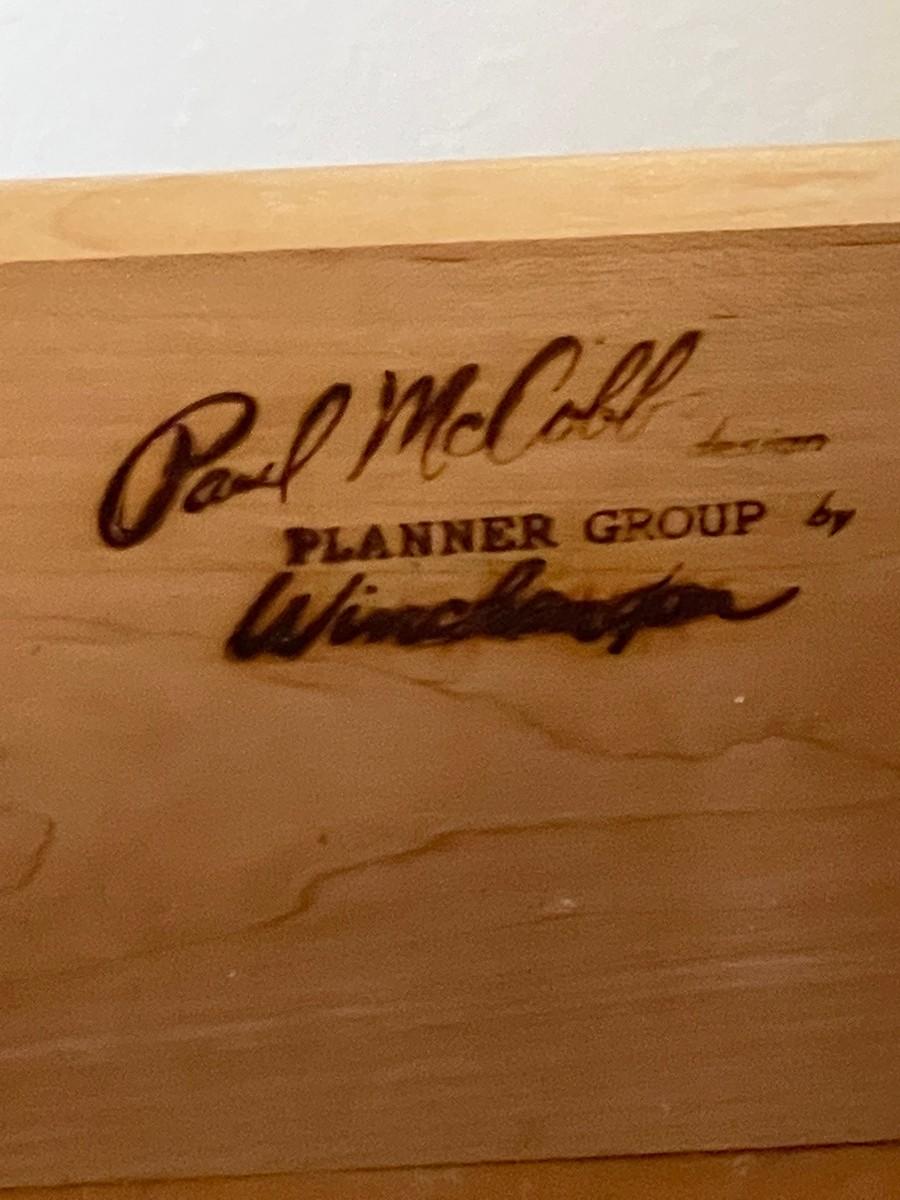 Paul McCobb design
PLANNER GROUP by
Winchendon